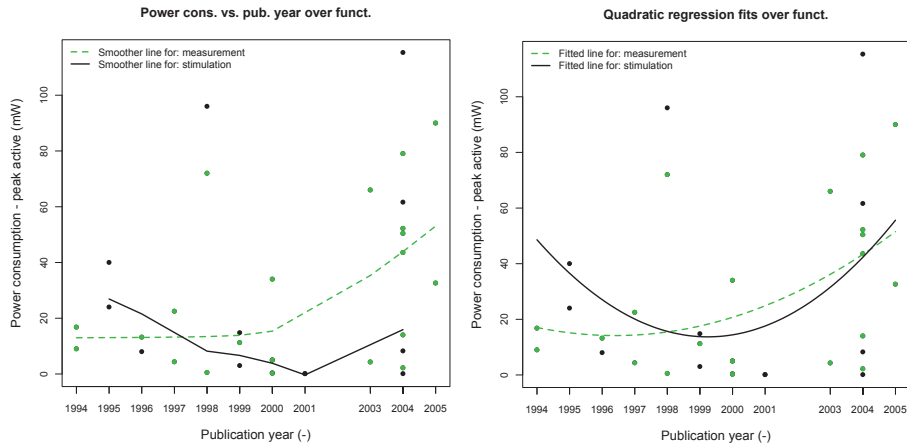 Power cons. vs. pub. year over funct.
Smoother line for: measurement
Smoother line for: stimulation
Power consumption - peak active (mW)
0
20
40
60
80
100
1994 1995 1996 1997 1998 1999 2000 2001 2003 2004 2005
Publication year (-)
Quadratic regression fits over funct.
Fitted line for: measurement
Fitted line for: stimulation
Power consumption - peak active (mW)
0
20
40
60
80
100
1994 1995 1996 1997 1998 1999 2000 2001 2003 2004 2005
Publication year (-)